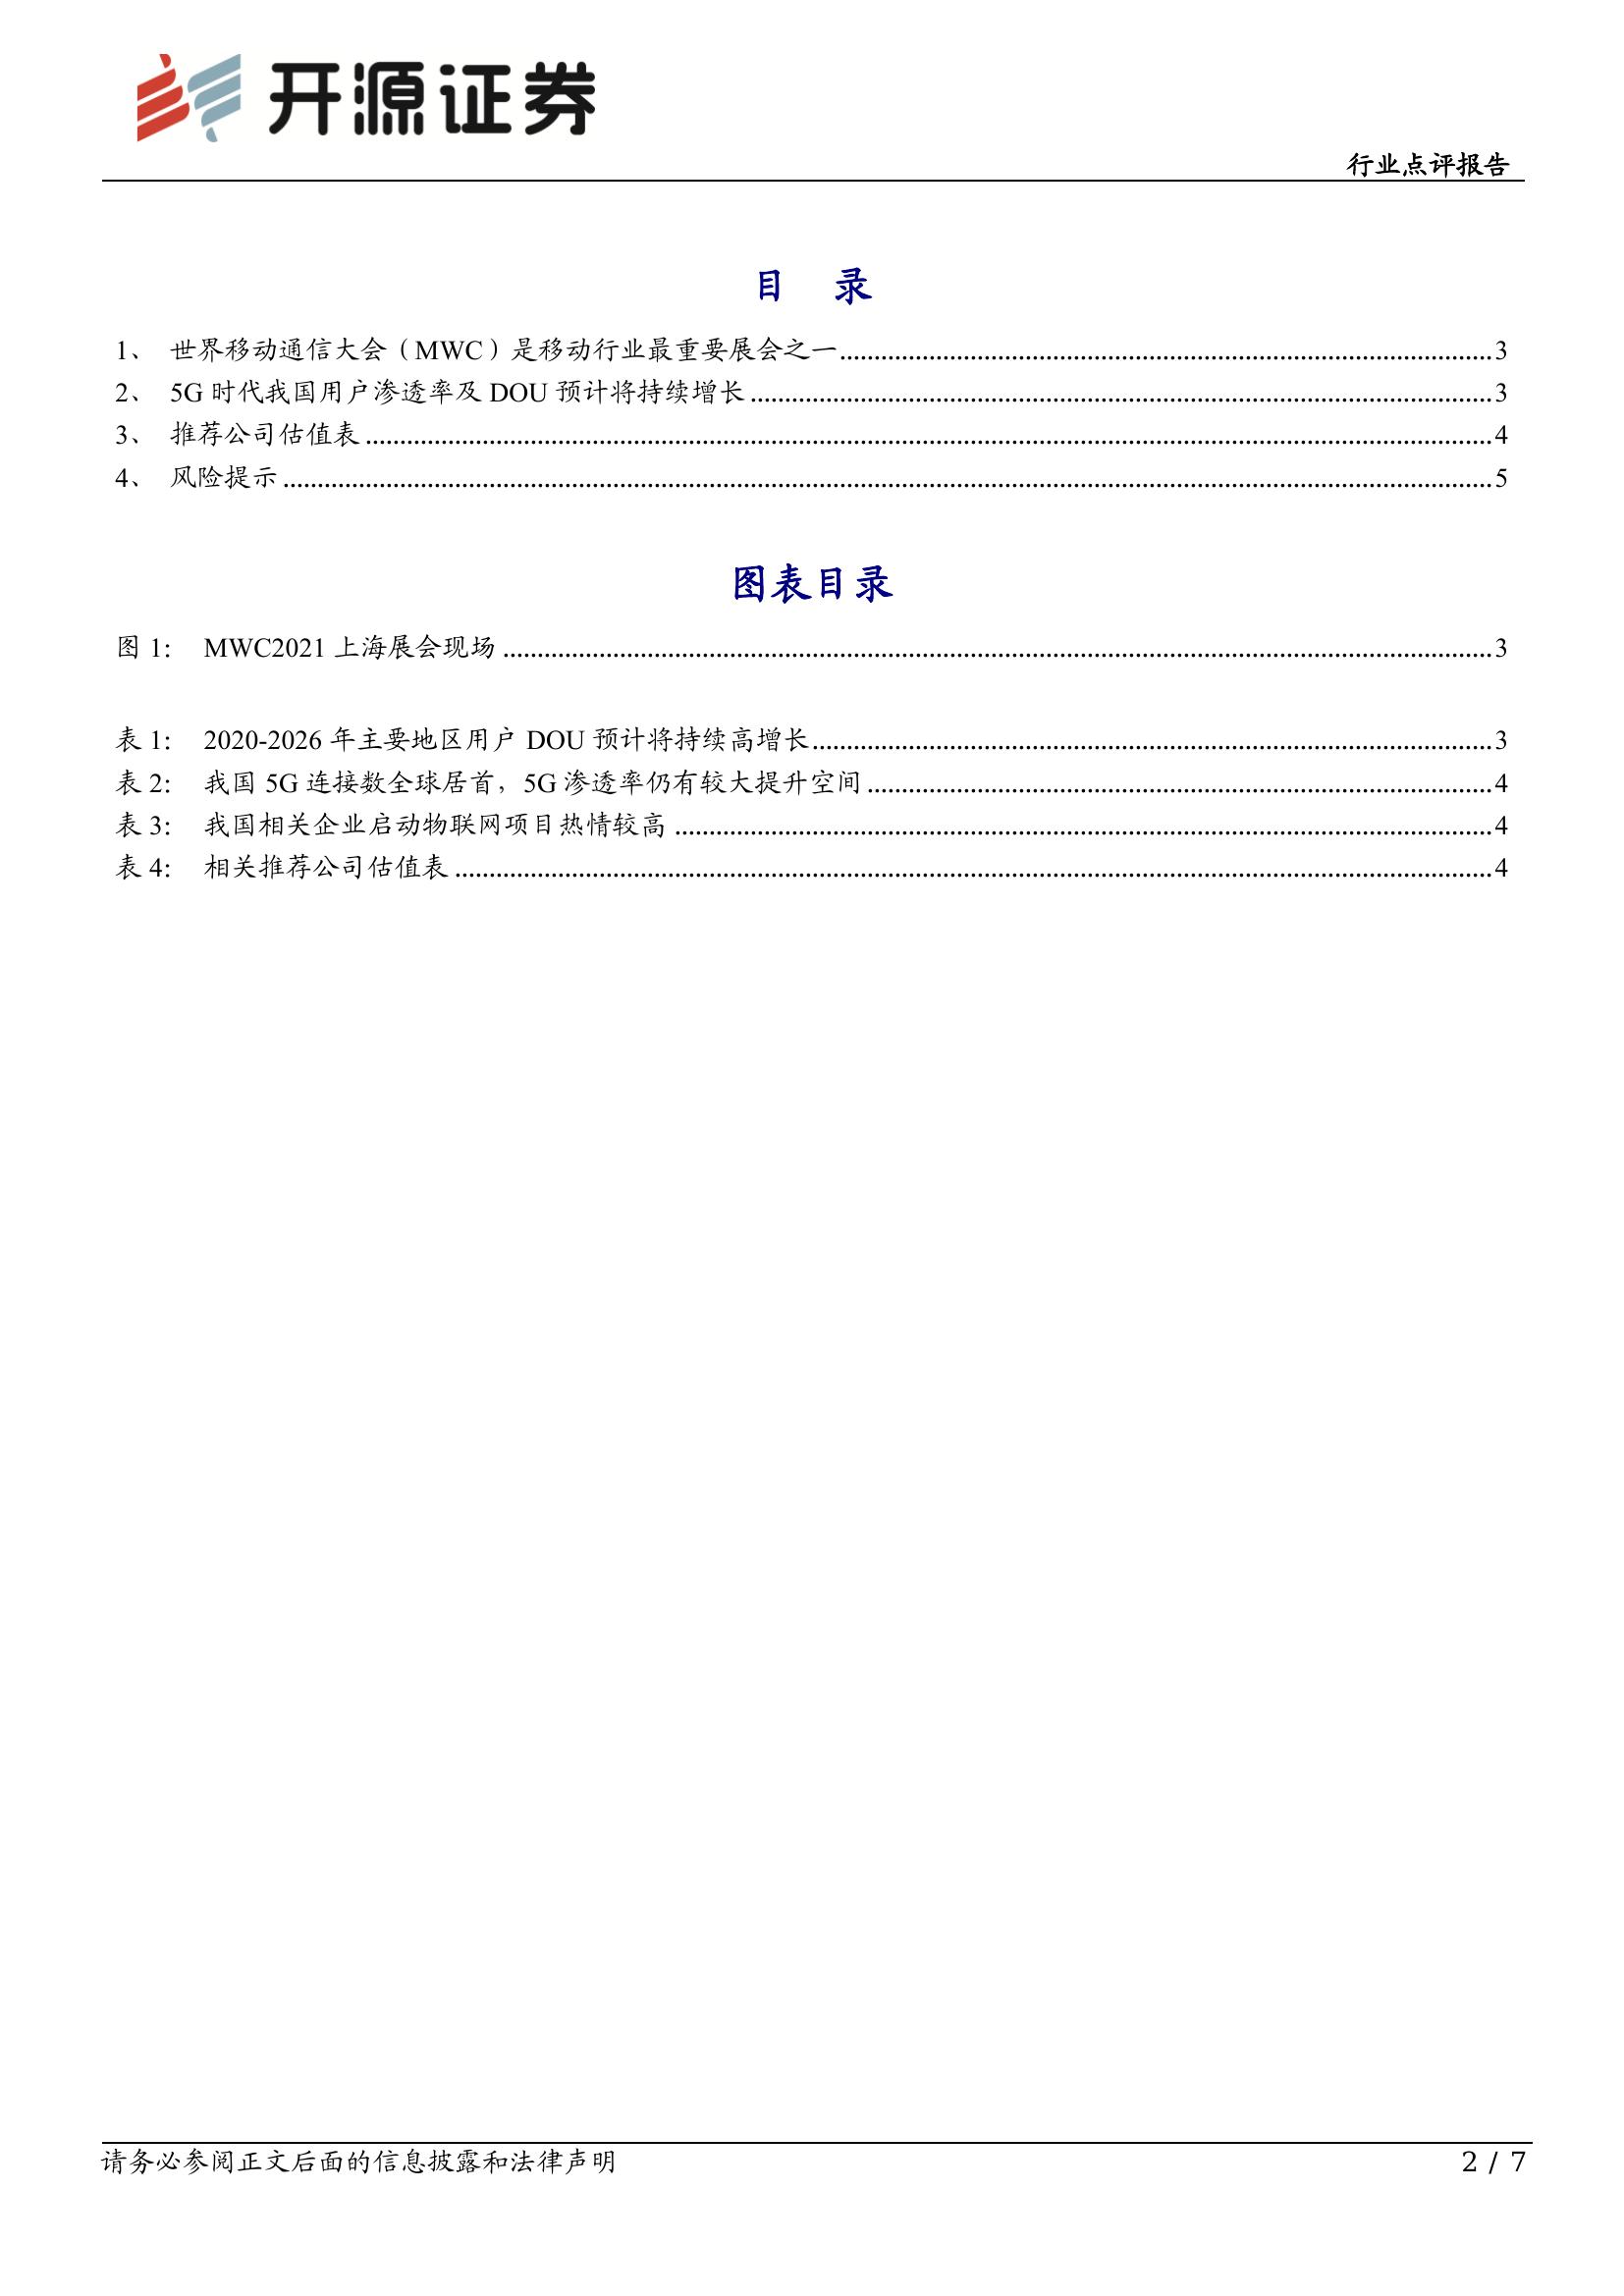 开源证券
行业点评报告
目 录
1、 世界移动通信大会（MWC）是移动行业最重要展会之一 ........ 3
2、 5G 时代我国用户渗透率及 DOU 预计将持续增长 ........ 3
3、 推荐公司估值表 ........ 4
4、 风险提示 ........ 5
图表目录
图 1： MWC2021 上海展会现场 ........ 3
表 1： 2020-2026 年主要地区用户 DOU 预计将持续高增长 ........ 3
表 2： 我国 5G 连接数全球居首，5G 渗透率仍有较大提升空间 ........ 4
表 3： 我国相关企业启动物联网项目热情较高 ........ 4
表 4： 相关推荐公司估值表 ........ 4
请务必参阅正文后面的信息披露和法律声明 2 / 7